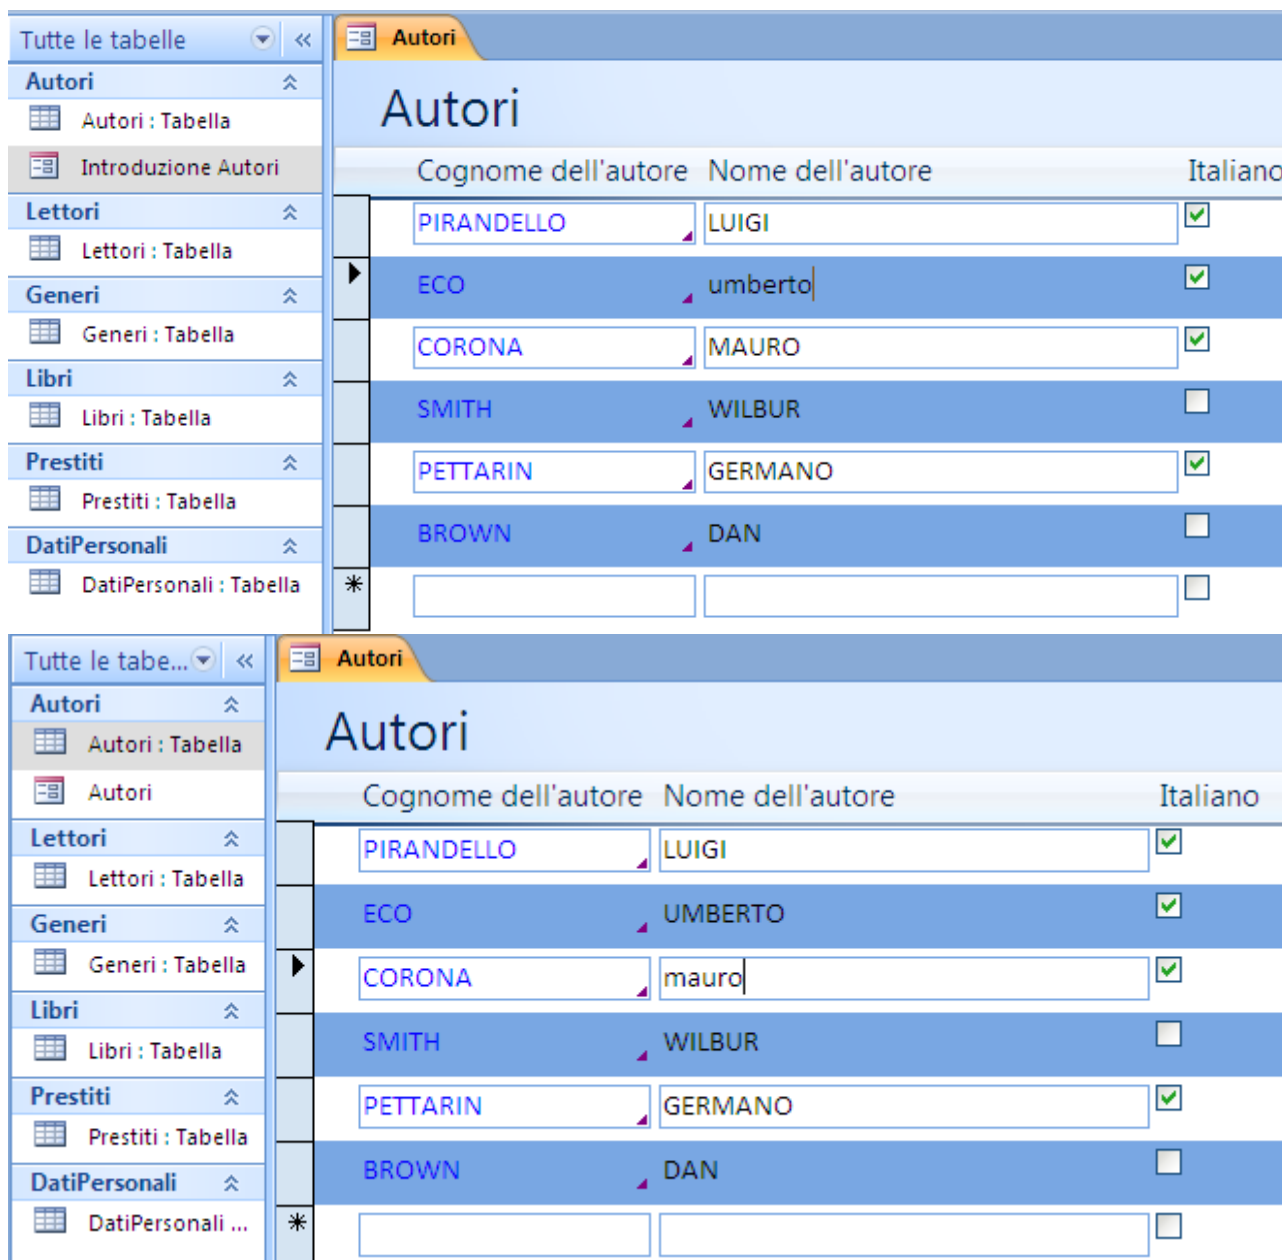 Tutte le tabelle
Autori
Autori : Tabella
Introduzione Autori
Lettori
Lettori : Tabella
Generi
Generi : Tabella
Libri
Libri : Tabella
Prestiti
Prestiti : Tabella
DatiPersonali
DatiPersonali : Tabella
Autori
Autori
Cognome dell'autore Nome dell'autore Italiano
PIRANDELLO LUIGI
ECO umberto
CORONA MAURO
SMITH WILBUR
PETTARIN GERMANO
BROWN DAN
Tutte le tabe...
Autori
Autori : Tabella
Autori
Lettori
Lettori : Tabella
Generi
Generi : Tabella
Libri
Libri : Tabella
Prestiti
Prestiti : Tabella
DatiPersonali
DatiPersonali ...
Autori
Autori
Cognome dell'autore Nome dell'autore Italiano
PIRANDELLO LUIGI
ECO UMBERTO
CORONA mauro
SMITH WILBUR
PETTARIN GERMANO
BROWN DAN